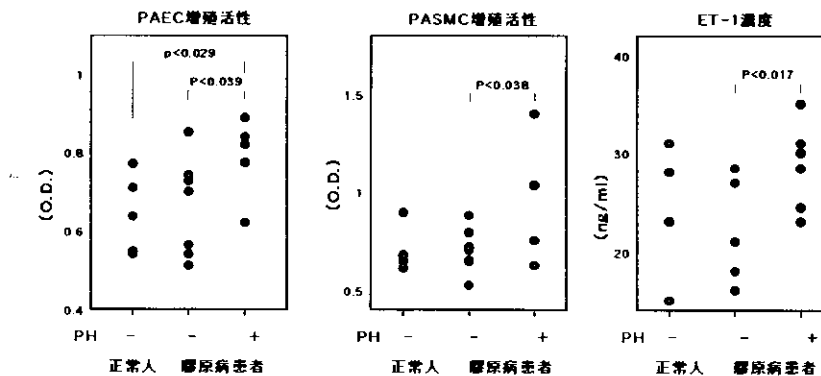 PAEC増殖活性
p<0.029
P<0.039
1
0.8
0.6
0.4
(O.D.)
PH − − +
正常人 膠原病患者
PASMC増殖活性
P<0.038
1.5
1
0.5
(O.D.)
− − +
正常人 膠原病患者
ET-1濃度
P<0.017
40
30
20
(ng/ml)
PH − − +
正常人 膠原病患者